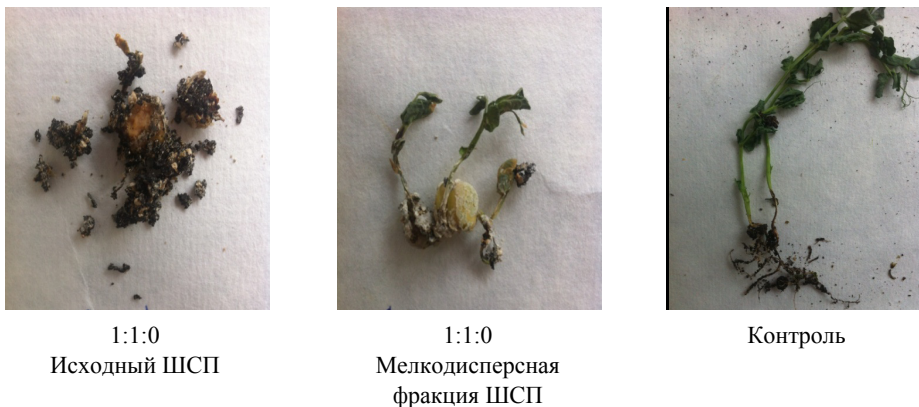 1:1:0
Исходный ШСП
1:1:0
Мелкодисперсная
фракция ШСП
Контроль